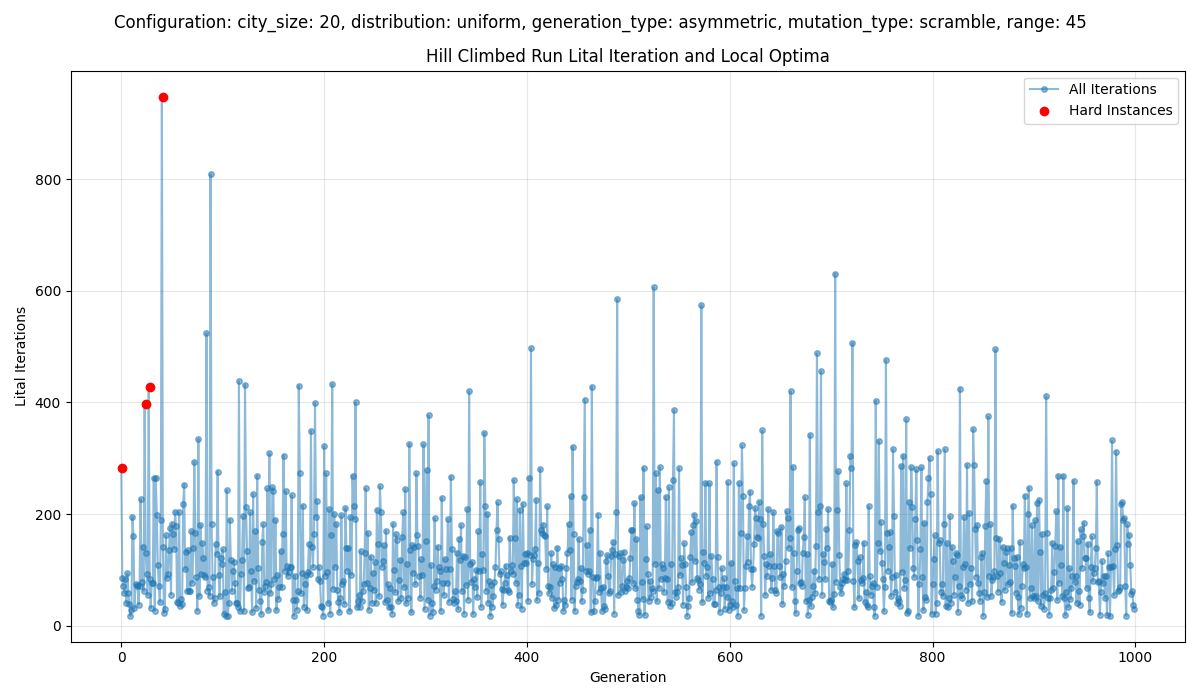 Configuration: city_size: 20, distribution: uniform, generation_type: asymmetric, mutation_type: scramble, range: 45
Hill Climbed Run Lital Iteration and Local Optima
All Iterations
Hard Instances
800
600
400
200
0
Lital Iterations
0 200 400 600 800 1000
Generation